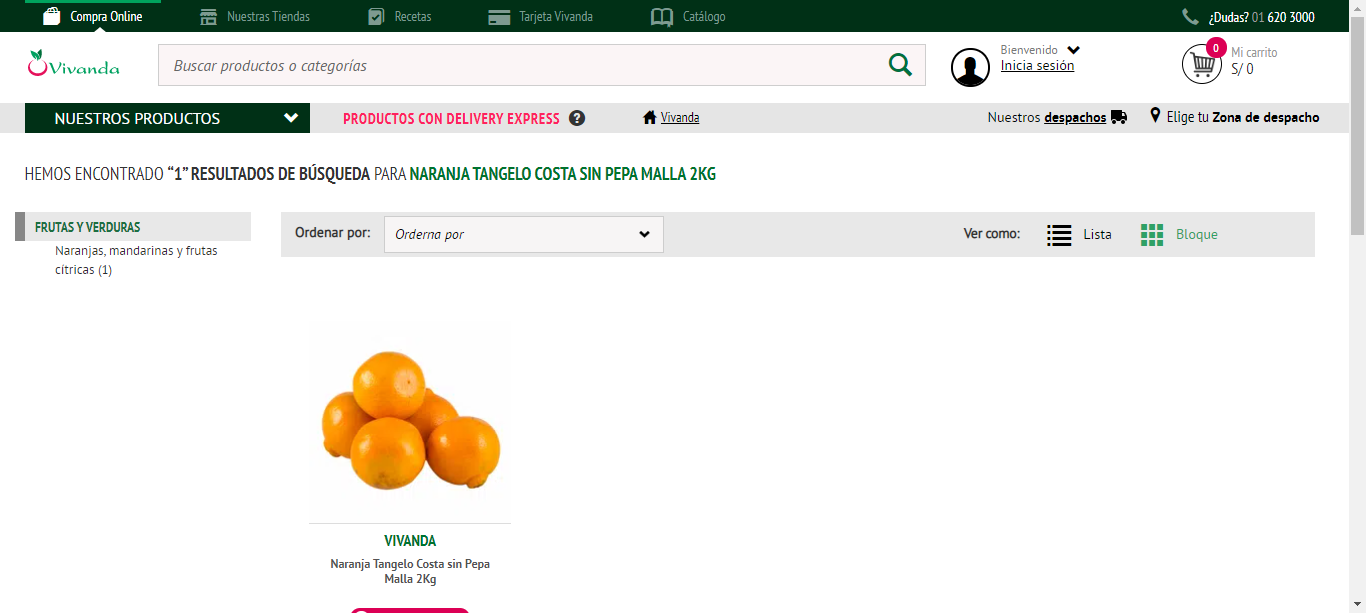 Compra Online
Nuestras Tiendas
Recetas
Tarjeta Vivanda
Catálogo
¿Dudas? 01 620 3000
Vivanda
Buscar productos o categorías
Bienvenido
Inicia sesión
0
Mi carrito
S/ 0
NUESTROS PRODUCTOS
PRODUCTOS CON DELIVERY EXPRESS ?
Vivanda
Nuestros despachos
Elige tu Zona de despacho
HEMOS ENCONTRADO “1” RESULTADOS DE BÚSQUEDA PARA NARANJA TANGELO COSTA SIN PEPA MALLA 2KG
FRUTAS Y VERDURAS
Naranjas, mandarinas y frutas
cítricas (1)
Ordenar por:
Orderna por
Ver como:
Lista
Bloque
VIVANDA
Naranja Tangelo Costa sin Pepa
Malla 2Kg